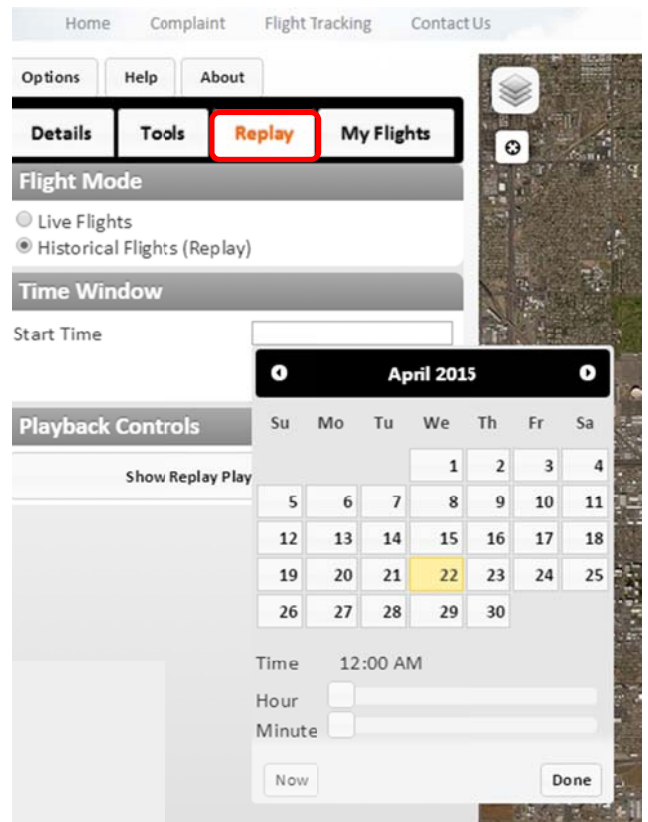 Home Complaint Flight Tracking Contact Us
Options Help About
Details Tools Replay My Flights
Flight Mode
Live Flights
Historical Flights (Replay)
Time Window
Start Time
April 2015
Playback Controls
Show Replay Play
Su Mo Tu We Th Fr Sa
1 2 3 4
5 6 7 8 9 10 11
12 13 14 15 16 17 18
19 20 21 22 23 24 25
26 27 28 29 30
Time 12:00 AM
Hour
Minute
Now Done